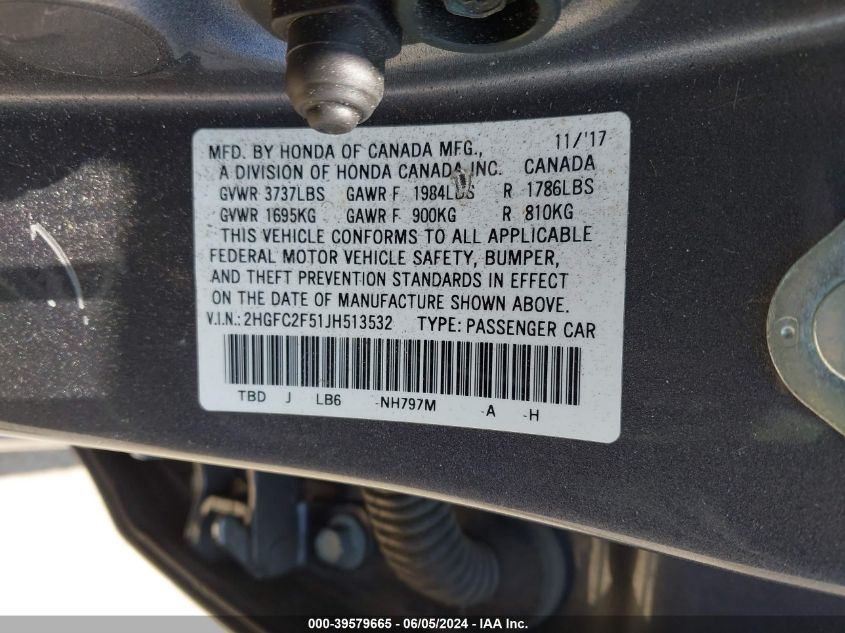 MFD. BY HONDA OF CANADA MFG., 11/'17
A DIVISION OF HONDA CANADA INC. CANADA
GVWR 3737LBS GAWR F 1984LBS R 1786LBS
GVWR 1695KG GAWR F 900KG R 810KG
THIS VEHICLE CONFORMS TO ALL APPLICABLE
FEDERAL MOTOR VEHICLE SAFETY, BUMPER,
AND THEFT PREVENTION STANDARDS IN EFFECT
ON THE DATE OF MANUFACTURE SHOWN ABOVE.
V.I.N.: 2HGFC2F51JH513532 TYPE: PASSENGER CAR
TBD J LB6 -NH797M -A -H
000-39579665 - 06/05/2024 - IAA Inc.